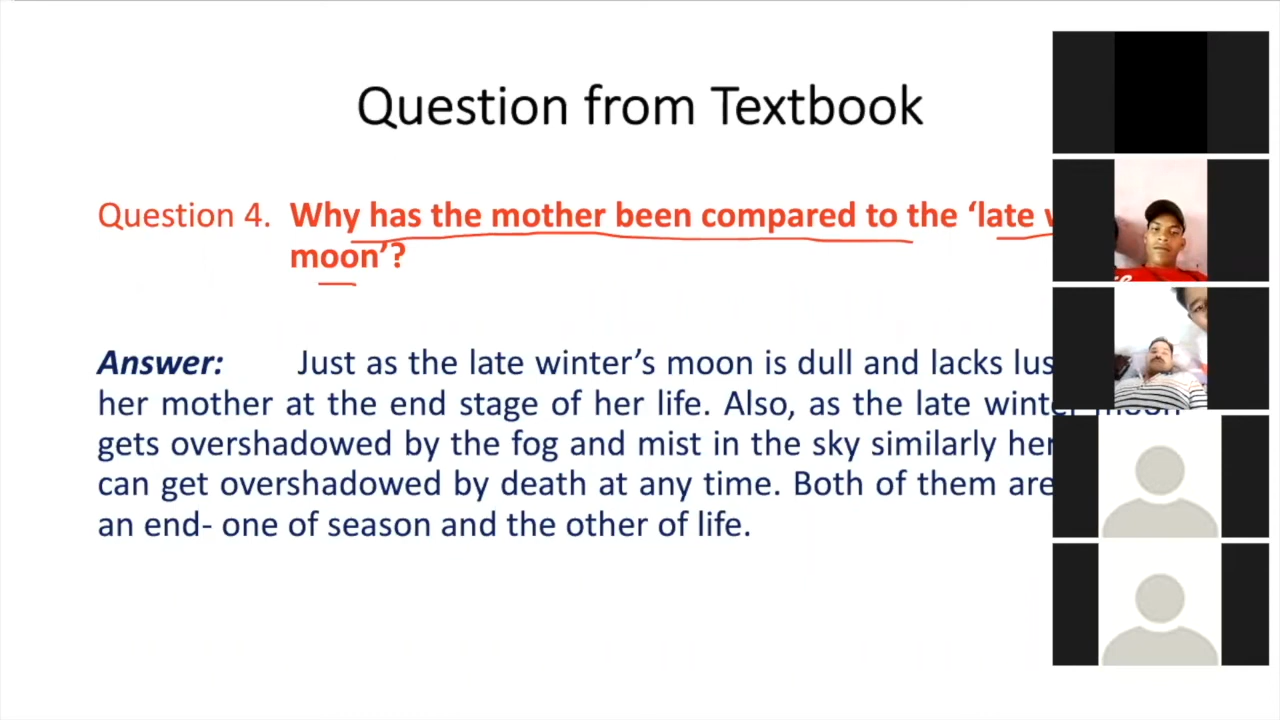 Question from Textbook
Question 4. Why has the mother been compared to the ‘late
moon’?
Answer: Just as the late winter’s moon is dull and lacks
her mother at the end stage of her life. Also, as the late winter moon
gets overshadowed by the fog and mist in the sky similarly her
can get overshadowed by death at any time. Both of them are
an end- one of season and the other of life.